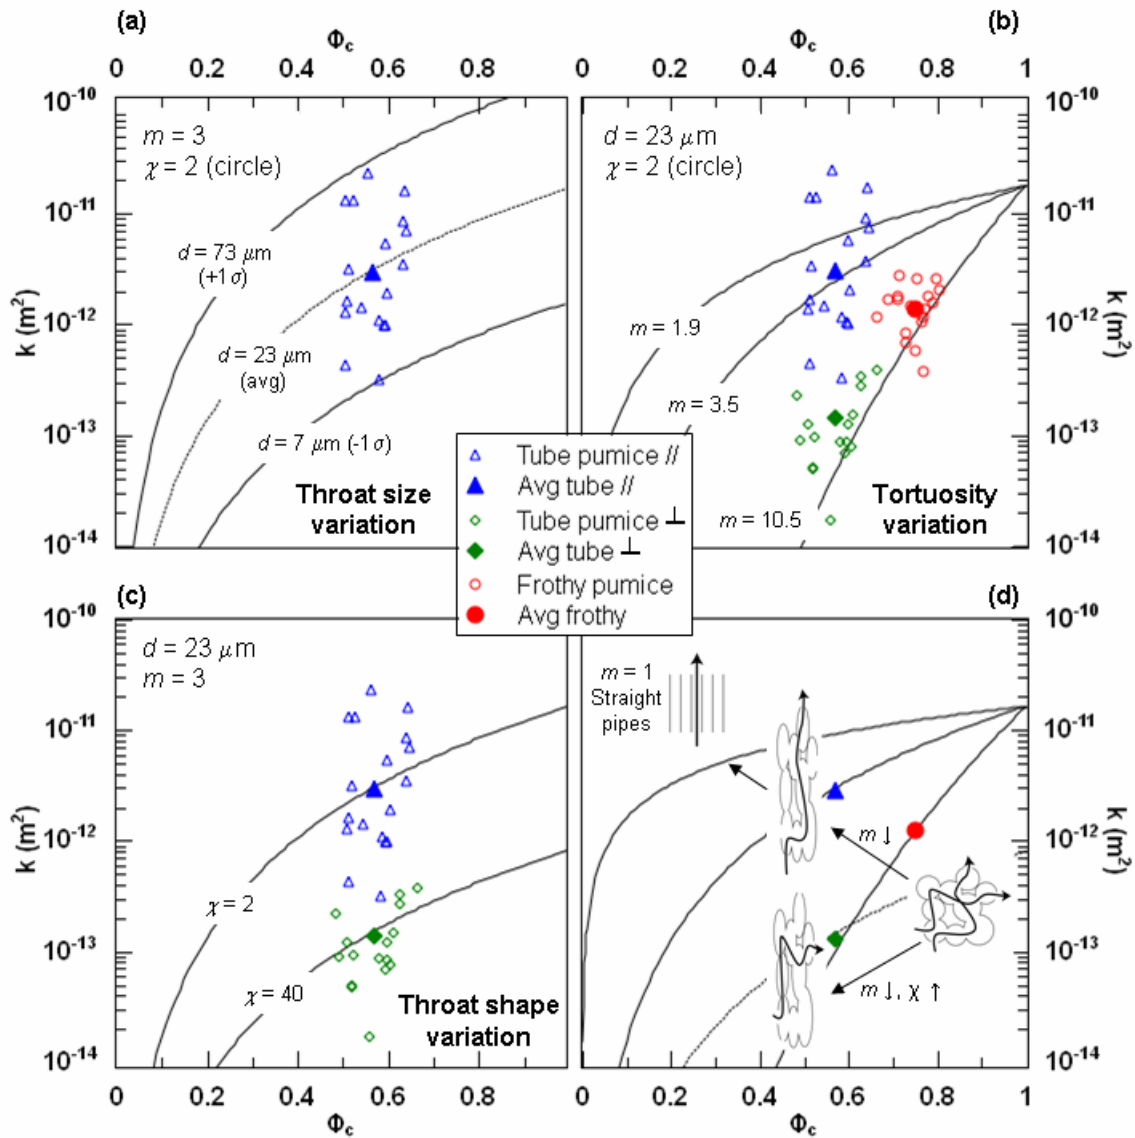 (a)
(b)
Φc
Φc
0 0.2 0.4 0.6 0.8
0 0.2 0.4 0.6 0.8 1
10⁻¹⁰
10⁻¹¹
10⁻¹²
10⁻¹³
10⁻¹⁴
k (m²)
m = 3
χ = 2 (circle)
d = 73 μm
(+1σ)
d = 23 μm
(avg)
d = 7 μm (-1σ)
Throat size
variation
d = 23 μm
χ = 2 (circle)
m = 1.9
m = 3.5
m = 10.5
Tortuosity
variation
10⁻¹⁰
10⁻¹¹
10⁻¹²
10⁻¹³
10⁻¹⁴
k (m²)
Tube pumice //
Avg tube //
Tube pumice ⊥
Avg tube ⊥
Frothy pumice
Avg frothy
(c)
(d)
10⁻¹⁰
10⁻¹¹
10⁻¹²
10⁻¹³
10⁻¹⁴
k (m²)
d = 23 μm
m = 3
χ = 2
χ = 40
Throat shape
variation
m = 1
Straight
pipes
m ↓
m ↓, χ ↑
10⁻¹⁰
10⁻¹¹
10⁻¹²
10⁻¹³
10⁻¹⁴
k (m²)
0 0.2 0.4 0.6 0.8
0 0.2 0.4 0.6 0.8 1
Φc
Φc